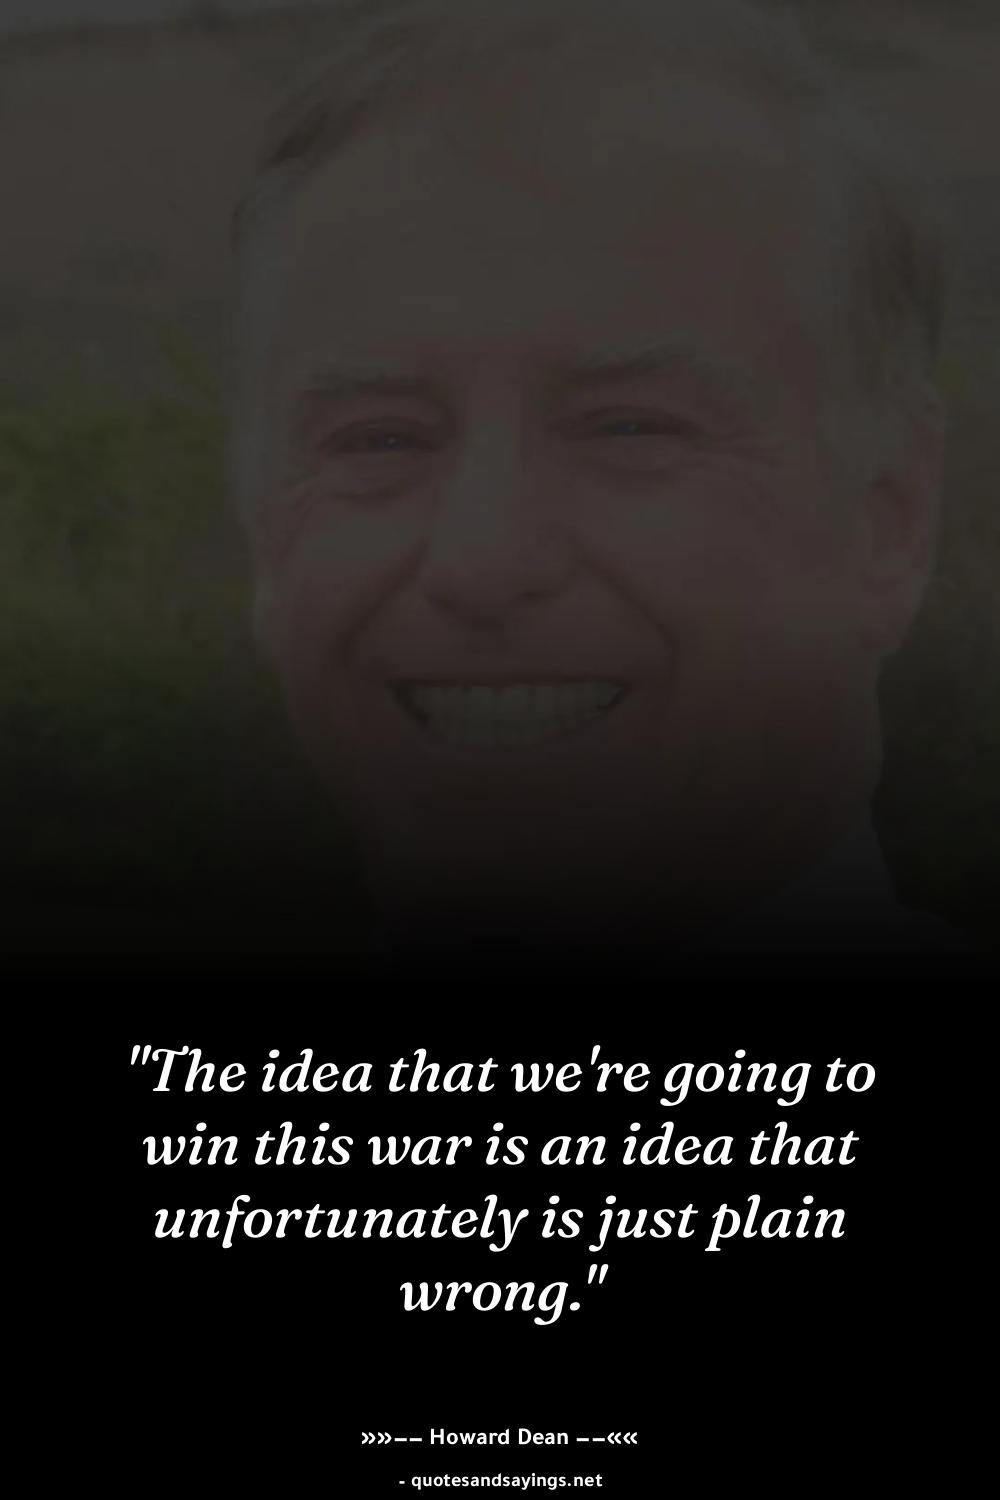 "The idea that we're going to
win this war is an idea that
unfortunately is just plain
wrong."
»»–– Howard Dean ––««
- quotesandsayings.net